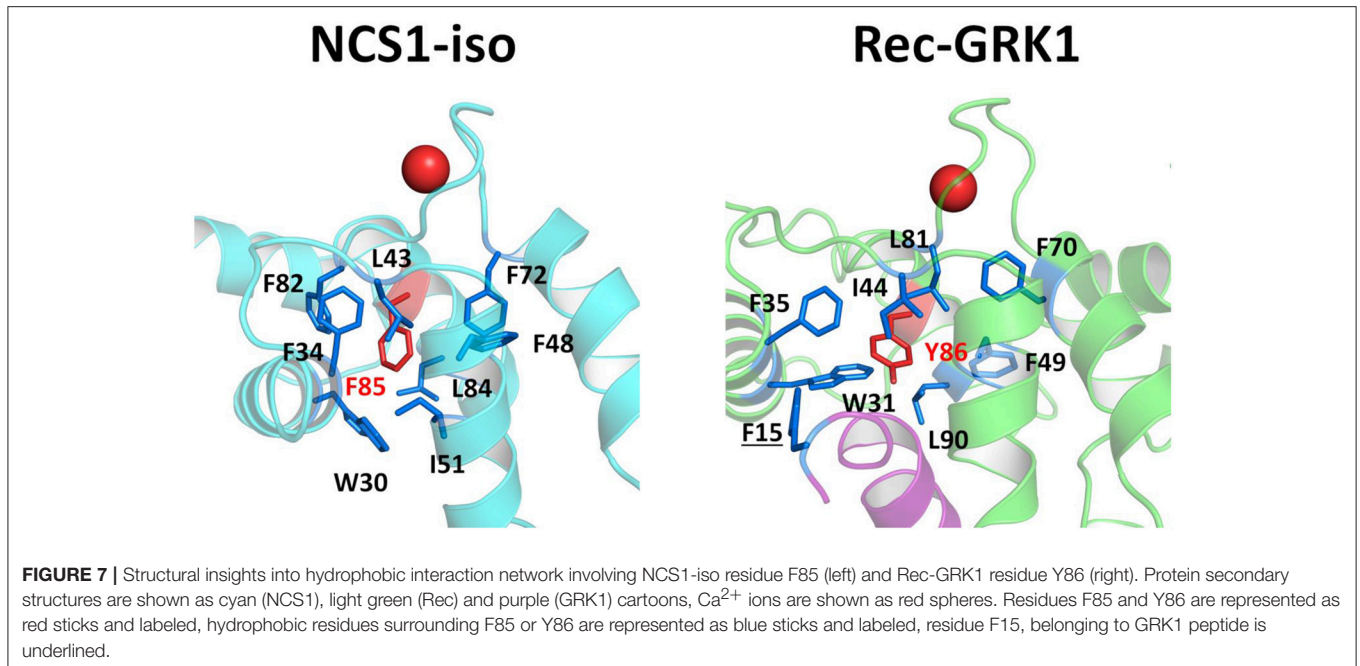 NCS1-iso
Rec-GRK1
L43
F82
F72
F34
F48
F85
L84
I51
W30
L81
F70
I44
F35
Y86
F49
W31
F15
L90
FIGURE 7 | Structural insights into hydrophobic interaction network involving NCS1-iso residue F85 (left) and Rec-GRK1 residue Y86 (right). Protein secondary
structures are shown as cyan (NCS1), light green (Rec) and purple (GRK1) cartoons, Ca²⁺ ions are shown as red spheres. Residues F85 and Y86 are represented as
red sticks and labeled, hydrophobic residues surrounding F85 or Y86 are represented as blue sticks and labeled, residue F15, belonging to GRK1 peptide is
underlined.